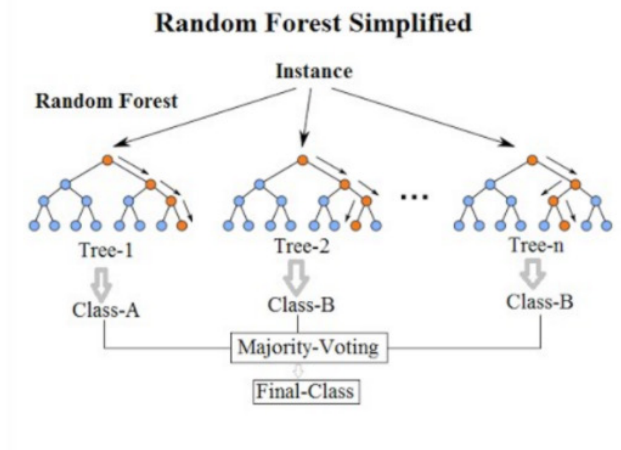 Random Forest Simplified
Instance
Random Forest
...
Tree-1
Tree-2
Tree-n
Class-A
Class-B
Class-B
Majority-Voting
Final-Class